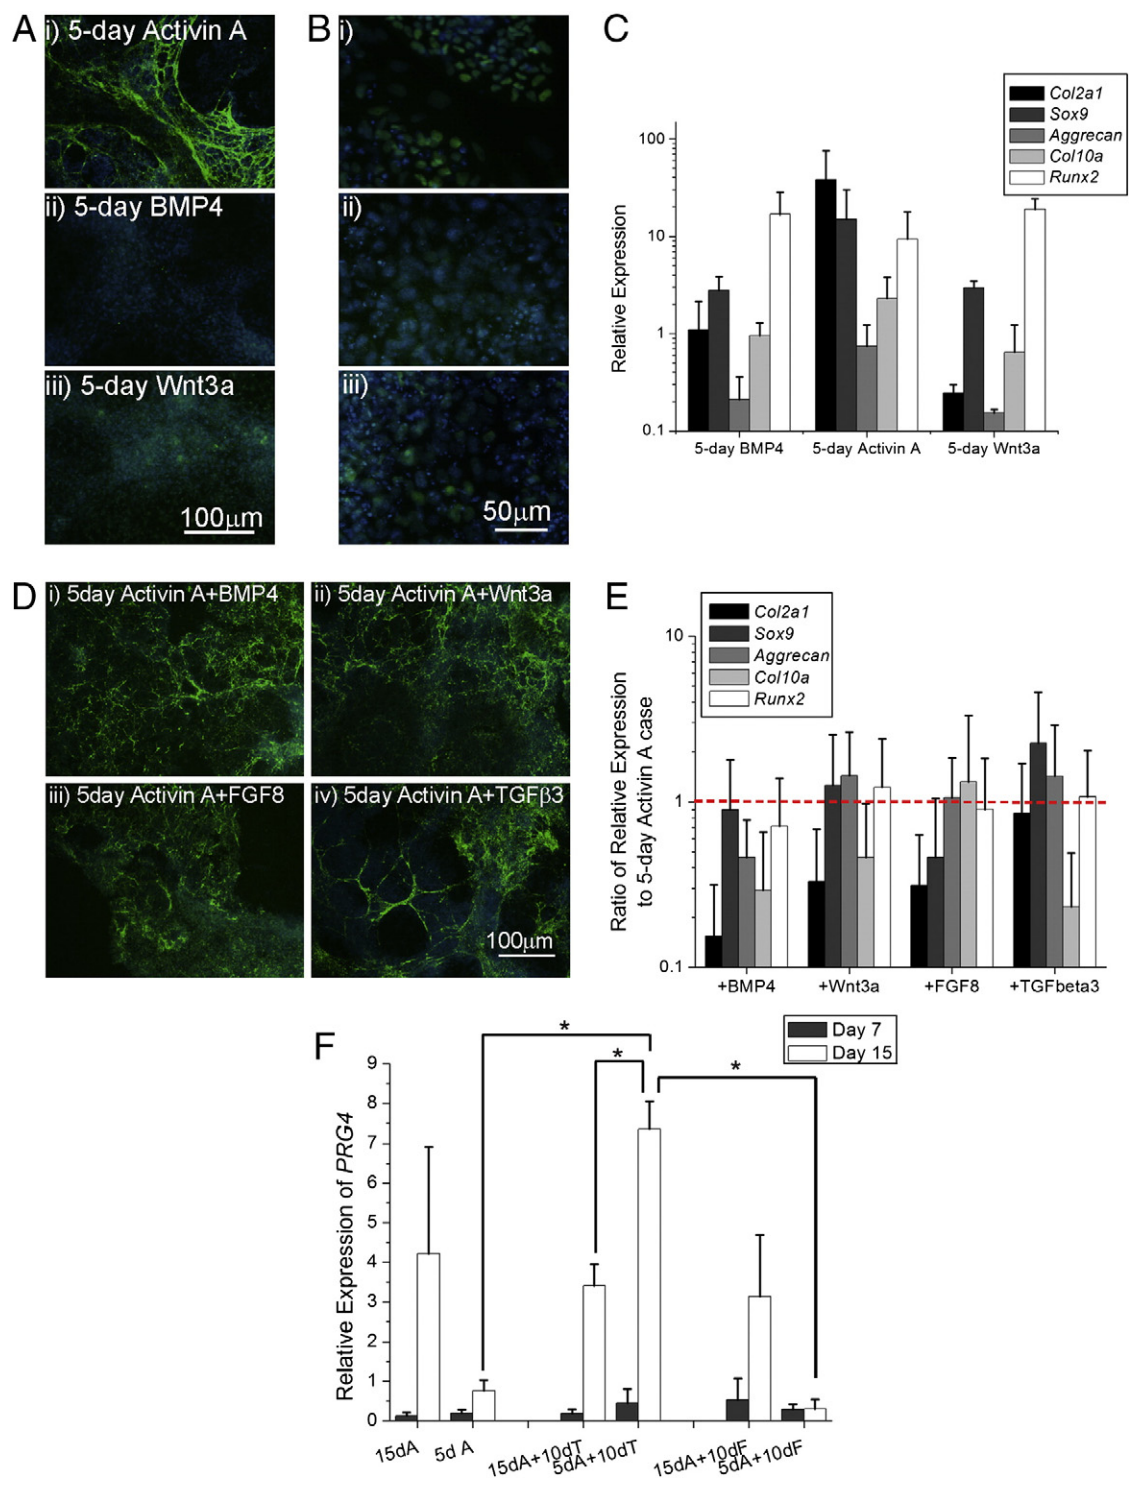 A
i) 5-day Activin A
ii) 5-day BMP4
iii) 5-day Wnt3a
100μm
B
i)
ii)
iii)
50μm
C
Col2a1
Sox9
Aggrecan
Col10a
Runx2
Relative Expression
100
10
1
0.1
5-day BMP4
5-day Activin A
5-day Wnt3a
D
i) 5day Activin A+BMP4
ii) 5day Activin A+Wnt3a
iii) 5day Activin A+FGF8
iv) 5day Activin A+TGFβ3
100μm
E
Col2a1
Sox9
Aggrecan
Col10a
Runx2
Ratio of Relative Expression
to 5-day Activin A case
10
1
0.1
+BMP4
+Wnt3a
+FGF8
+TGFbeta3
F
Day 7
Day 15
*
*
*
Relative Expression of PRG4
9
8
7
6
5
4
3
2
1
0
15dA
5d A
15dA+10dT
5dA+10dT
15dA+10dF
5dA+10dF